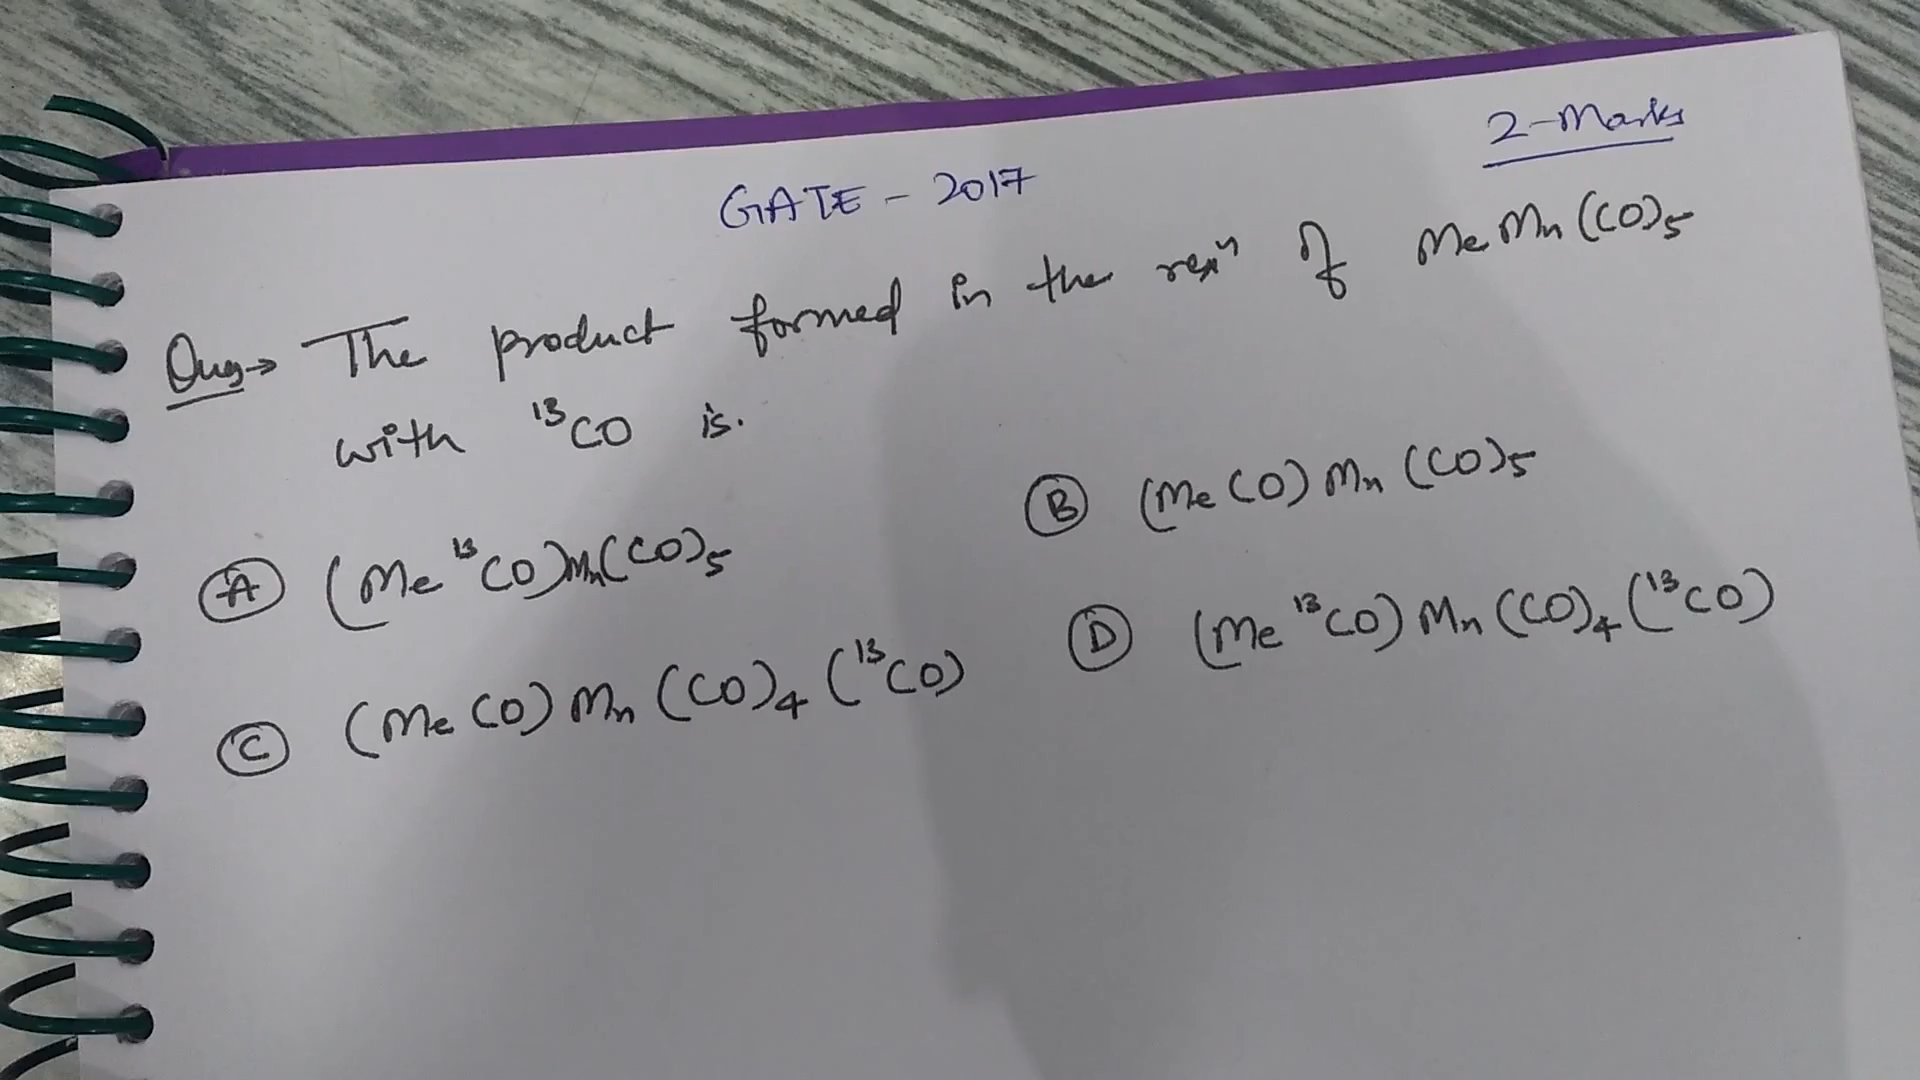 2-Marks
GATE - 2017
Ques→ The product formed in the rexⁿ of MeMn(CO)₅
with ¹³CO is.
Ⓐ (Me¹³CO)Mn(CO)₅
Ⓑ (MeCO)Mn(CO)₅
Ⓒ (MeCO)Mn(CO)₄(¹³CO)
Ⓓ (Me¹³CO)Mn(CO)₄(¹³CO)